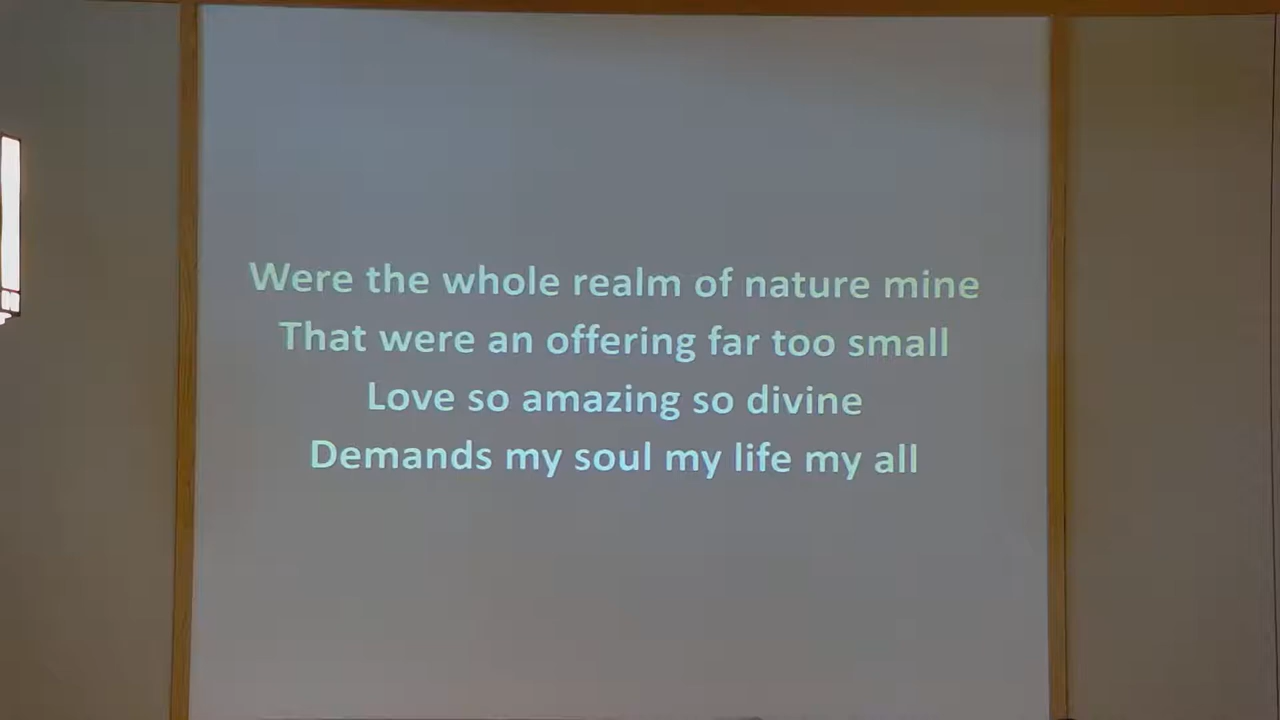 Were the whole realm of nature mine
That were an offering far too small
Love so amazing so divine
Demands my soul my life my all